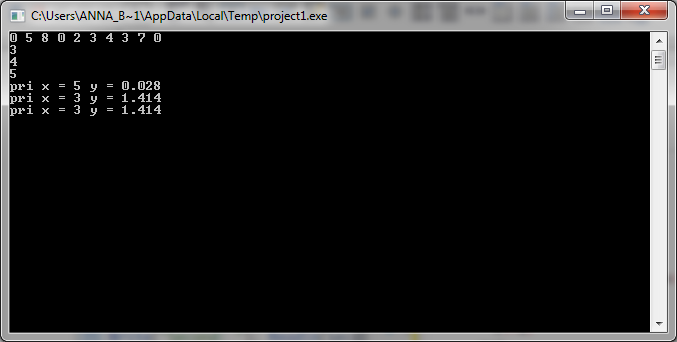 C:\Users\ANNA_B~1\AppData\Local\Temp\project1.exe
0 5 8 0 2 3 4 3 7 0
3
4
5
pri x = 5 y = 0.028
pri x = 3 y = 1.414
pri x = 3 y = 1.414